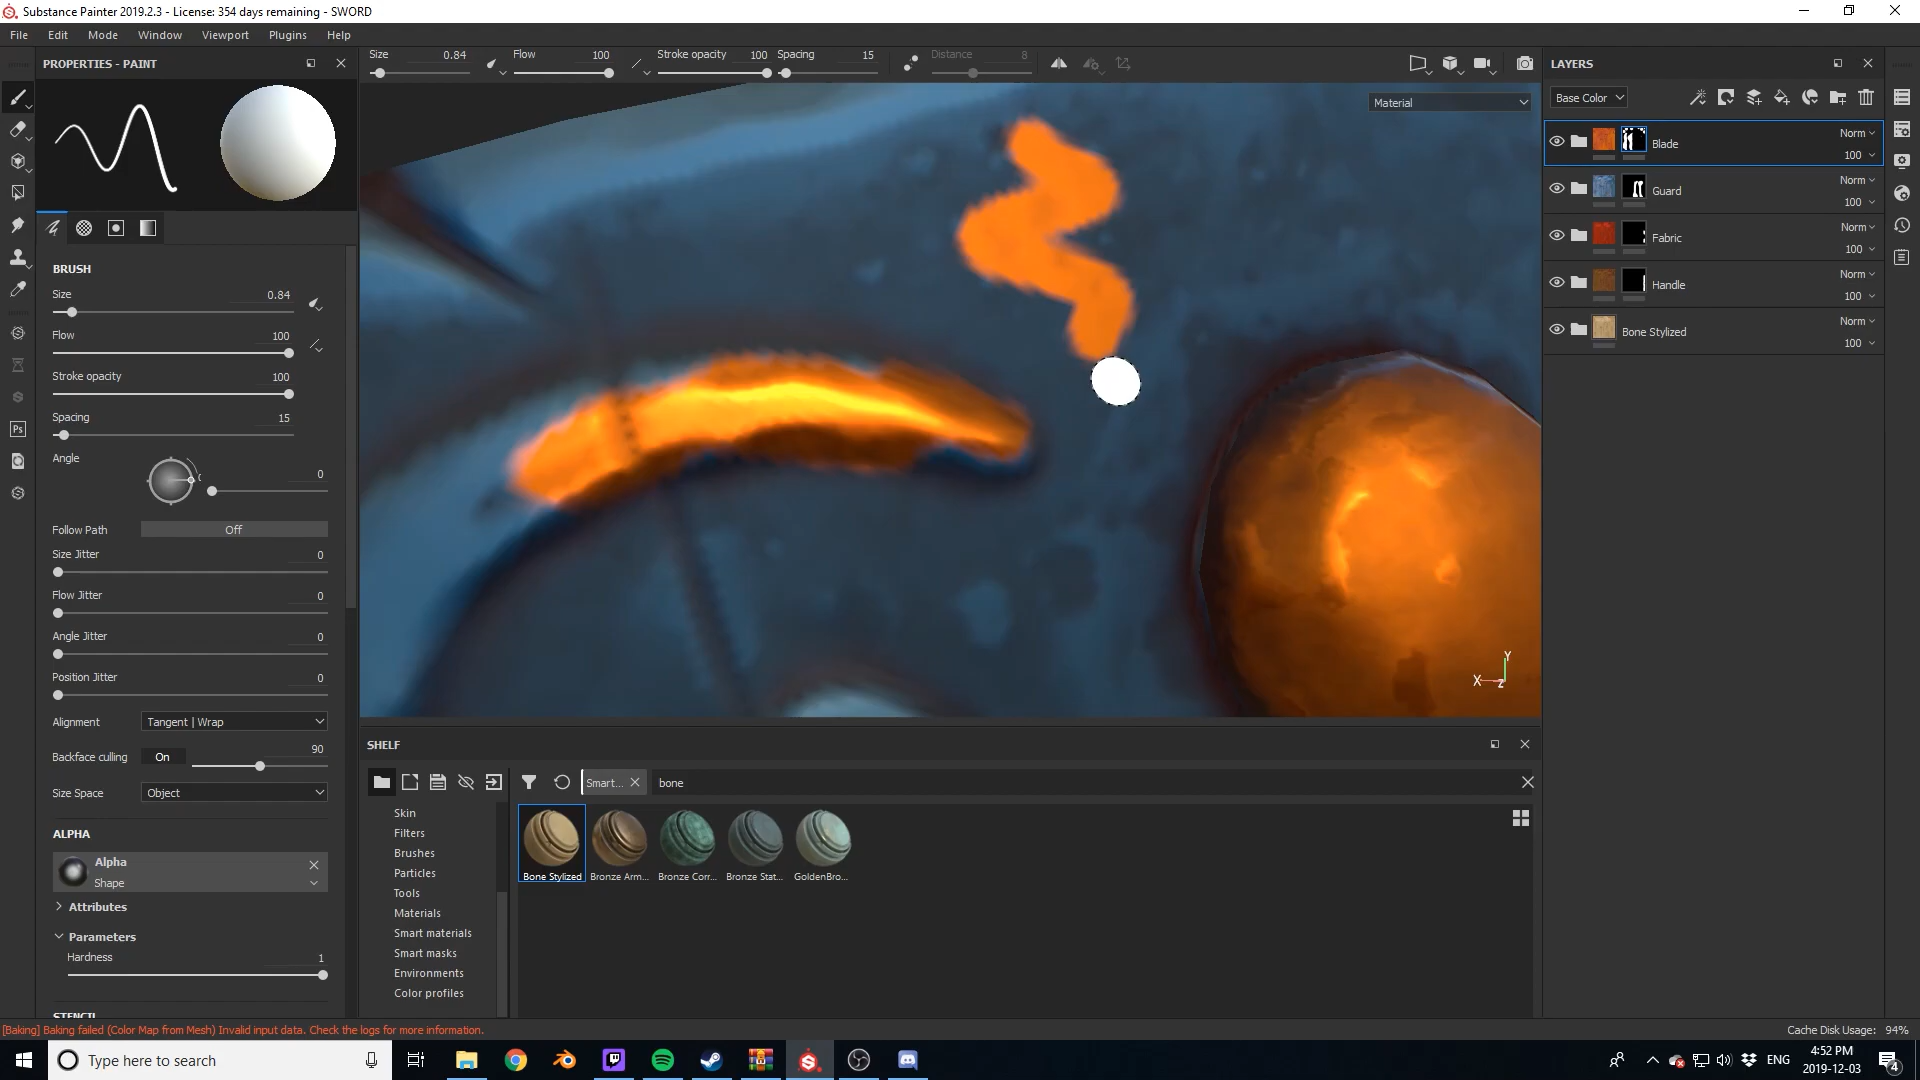 Substance Painter 2019.2.3 - License: 354 days remaining - SWORD
File Edit Mode Window Viewport Plugins Help
PROPERTIES - PAINT
Size 0.84 Flow 100 Stroke opacity 100 Spacing 15 Distance 8
Material
BRUSH
Size 0.84
Flow 100
Stroke opacity 100
Spacing 15
Angle 0
Follow Path Off
Size Jitter 0
Flow Jitter 0
Angle Jitter 0
Position Jitter 0
Alignment Tangent | Wrap
Backface culling On 90
Size Space Object
ALPHA
Alpha
Shape
Attributes
Parameters
Hardness 1
STENCIL
X Y Z
SHELF
Smart... bone
Skin
Filters
Brushes
Particles
Tools
Materials
Smart materials
Smart masks
Environments
Color profiles
Bone Stylized Bronze Arm... Bronze Corr... Bronze Stat... GoldenBro...
LAYERS
Base Color
Blade Norm 100
Guard Norm 100
Fabric Norm 100
Handle Norm 100
Bone Stylized Norm 100
[Baking] Baking failed (Color Map from Mesh) Invalid input data. Check the logs for more information.
Cache Disk Usage: 94%
Type here to search
Ps
ENG
4:52 PM
2019-12-03
4